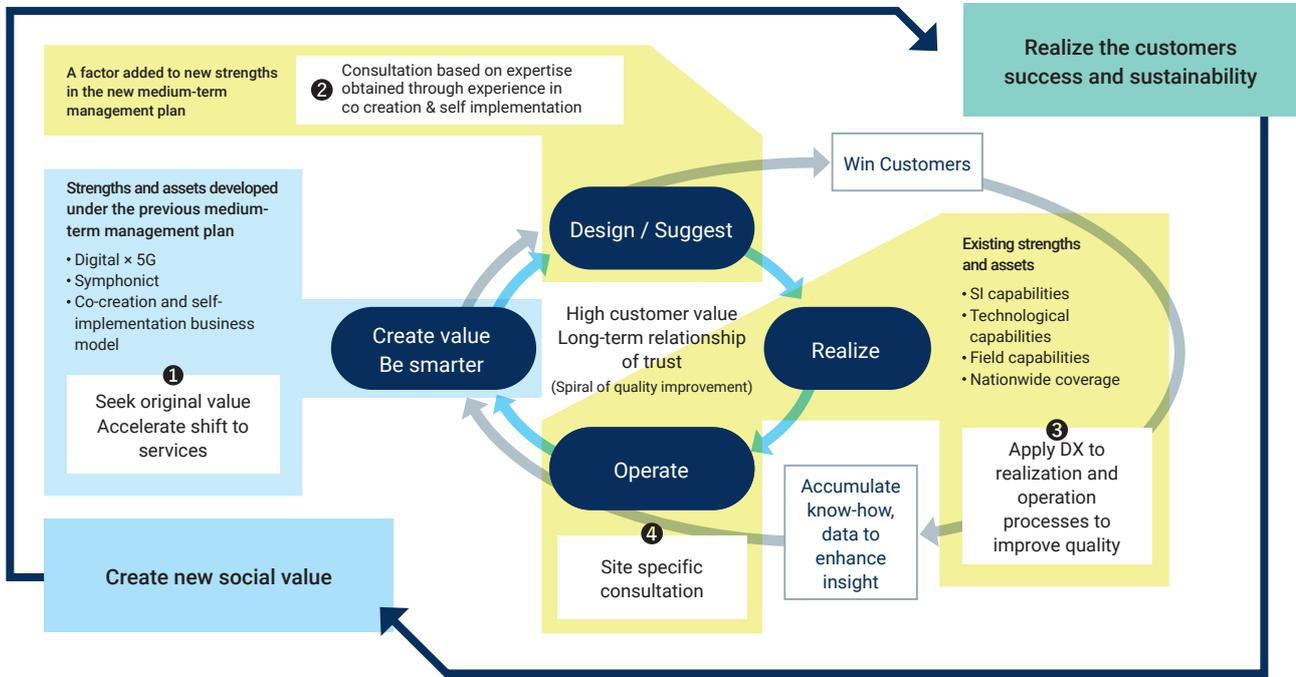 Realize the customers
success and sustainability
A factor added to new strengths
in the new medium-term
management plan
❷
Consultation based on expertise
obtained through experience in
co creation & self implementation
Win Customers
Strengths and assets developed
under the previous medium-
term management plan
• Digital × 5G
• Symphonict
• Co-creation and self-
implementation business
model
❶
Seek original value
Accelerate shift to
services
Design / Suggest
Create value
Be smarter
High customer value
Long-term relationship
of trust
(Spiral of quality improvement)
Realize
Existing strengths
and assets
• SI capabilities
• Technological
capabilities
• Field capabilities
• Nationwide coverage
❸
Apply DX to
realization and
operation
processes to
improve quality
Operate
❹
Site specific
consultation
Accumulate
know-how,
data to
enhance
insight
Create new social value